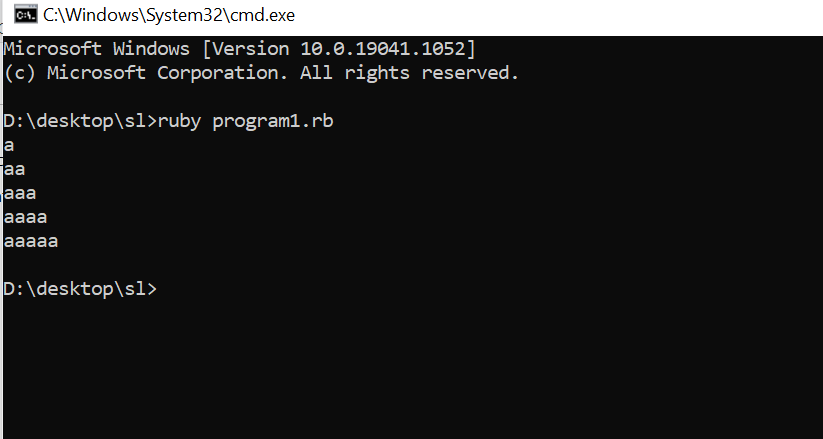 C:\Windows\System32\cmd.exe
Microsoft Windows [Version 10.0.19041.1052]
(c) Microsoft Corporation. All rights reserved.
D:\desktop\sl>ruby program1.rb
a
aa
aaa
aaaa
aaaaa
D:\desktop\sl>